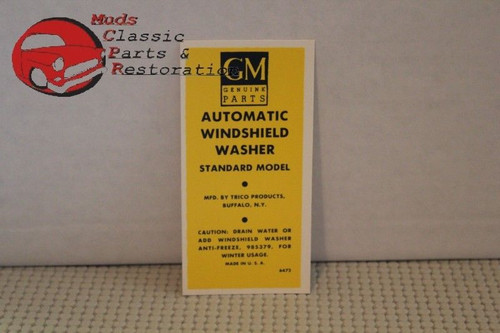 Muds
Classic
Parts &
Restoration
GM
GENUINE
PARTS
AUTOMATIC
WINDSHIELD
WASHER
STANDARD MODEL
MFD. BY TRICO PRODUCTS,
BUFFALO, N.Y.
CAUTION: DRAIN WATER OR
ADD WINDSHIELD WASHER
ANTI-FREEZE, 985379, FOR
WINTER USAGE.
MADE IN U. S. A.
6472